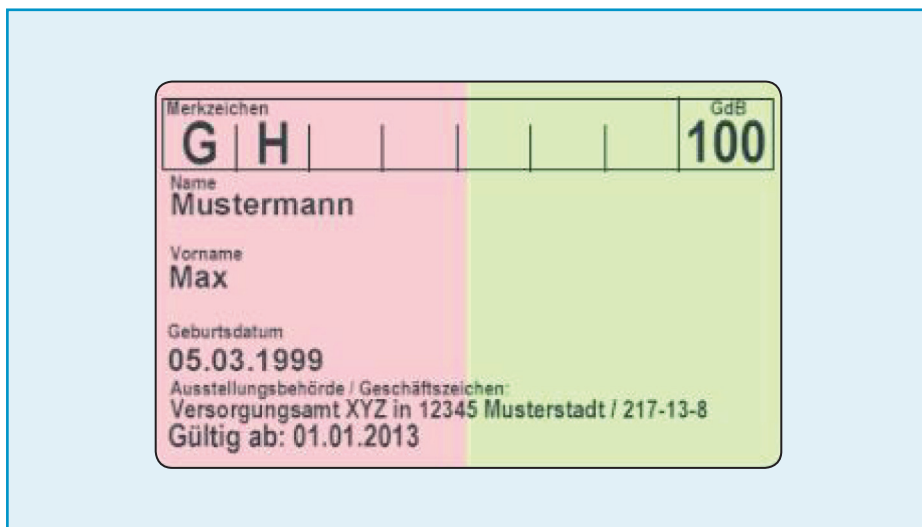 Merkzeichen GdB
G H 100
Name
Mustermann
Vorname
Max
Geburtsdatum
05.03.1999
Ausstellungsbehörde / Geschäftszeichen:
Versorgungsamt XYZ in 12345 Musterstadt / 217-13-8
Gültig ab: 01.01.2013